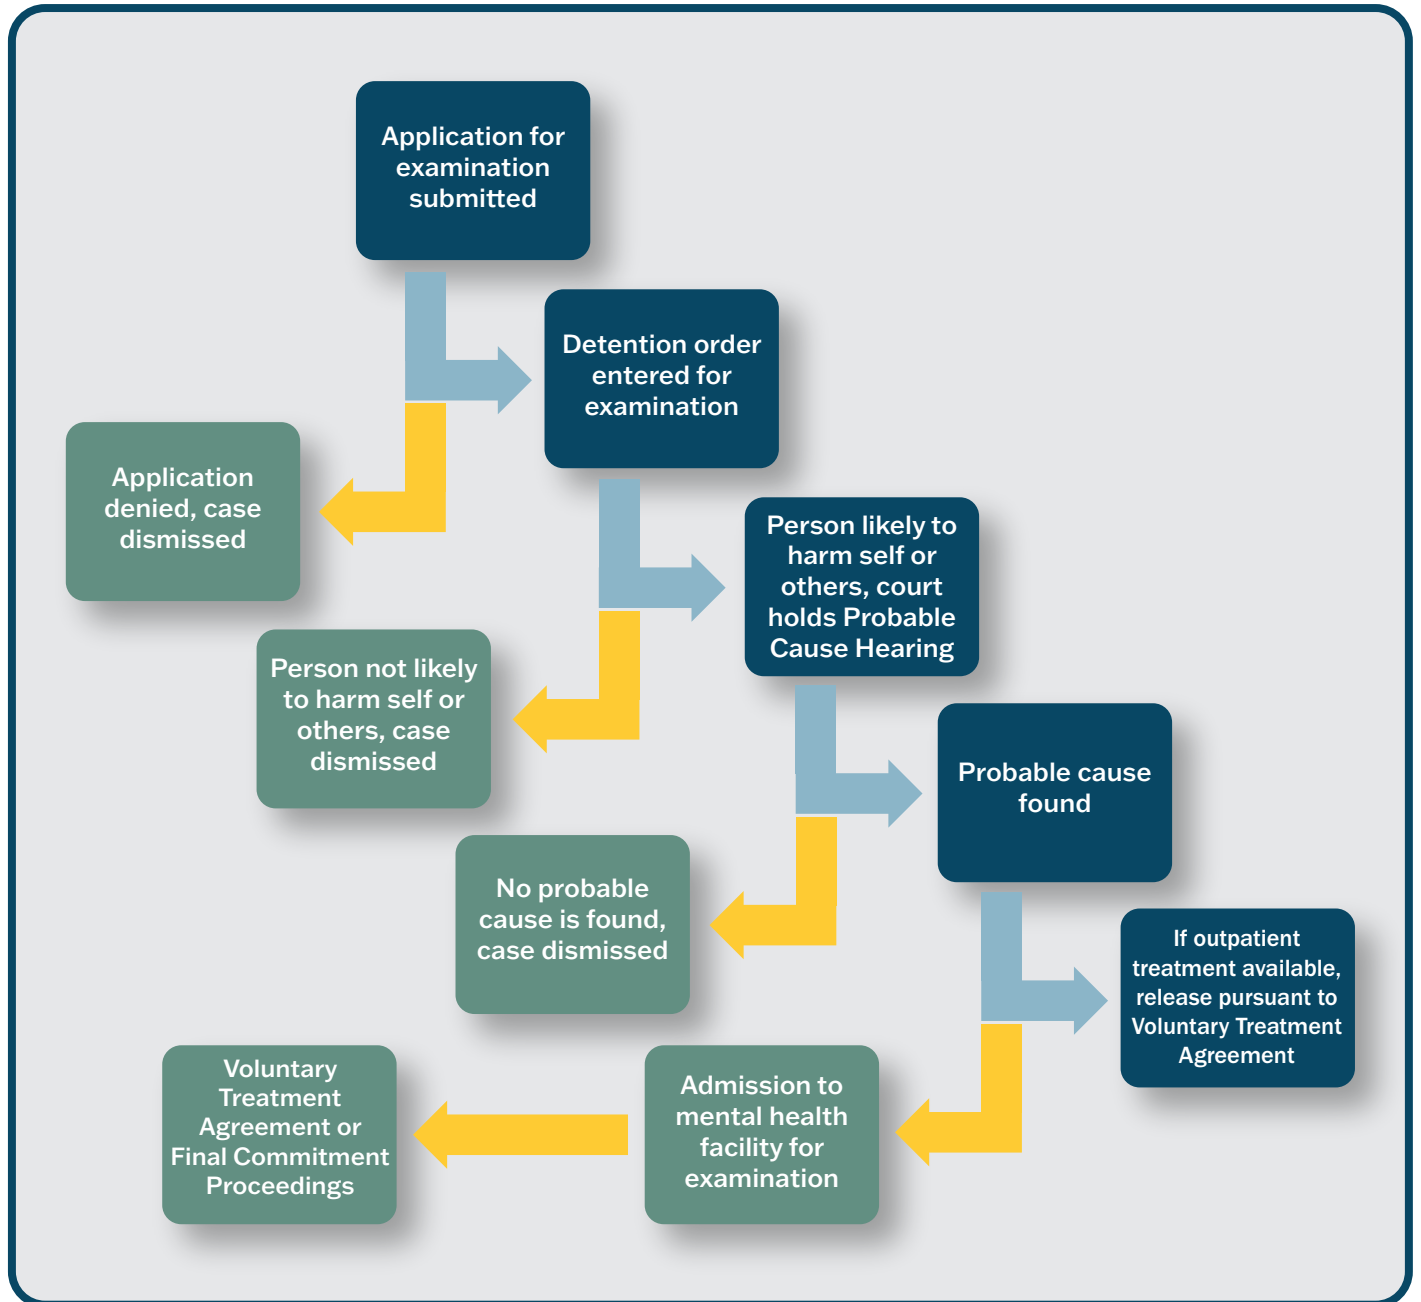 Application for
examination
submitted
Detention order
entered for
examination
Application
denied, case
dismissed
Person likely to
harm self or
others, court
holds Probable
Cause Hearing
Person not likely
to harm self or
others, case
dismissed
Probable cause
found
No probable
cause is found,
case dismissed
If outpatient
treatment available,
release pursuant to
Voluntary Treatment
Agreement
Admission to
mental health
facility for
examination
Voluntary
Treatment
Agreement or
Final Commitment
Proceedings